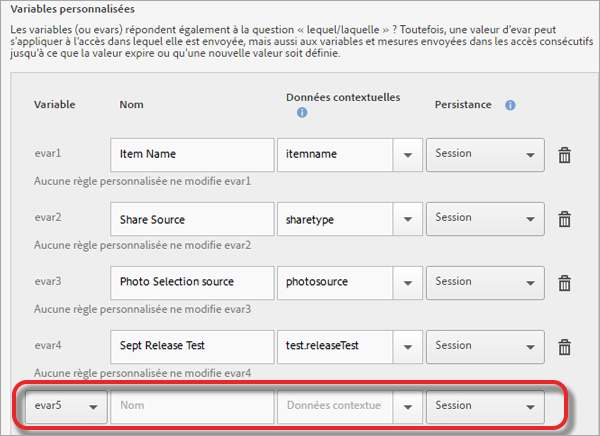 Variables personnalisées
Les variables (ou evars) répondent également à la question « lequel/laquelle » ? Toutefois, une valeur d'evar peut
s'appliquer à l'accès dans lequel elle est envoyée, mais aussi aux variables et mesures envoyées dans les accès consécutifs
jusqu'à ce que la valeur expire ou qu'une nouvelle valeur soit définie.
Variable Nom Données contextuelles Persistance
evar1 Item Name itemname Session
Aucune règle personnalisée ne modifie evar1
evar2 Share Source sharetype Session
Aucune règle personnalisée ne modifie evar2
evar3 Photo Selection source photosource Session
Aucune règle personnalisée ne modifie evar3
evar4 Sept Release Test test.releaseTest Session
Aucune règle personnalisée ne modifie evar4
evar5 Nom Données contextuel Session